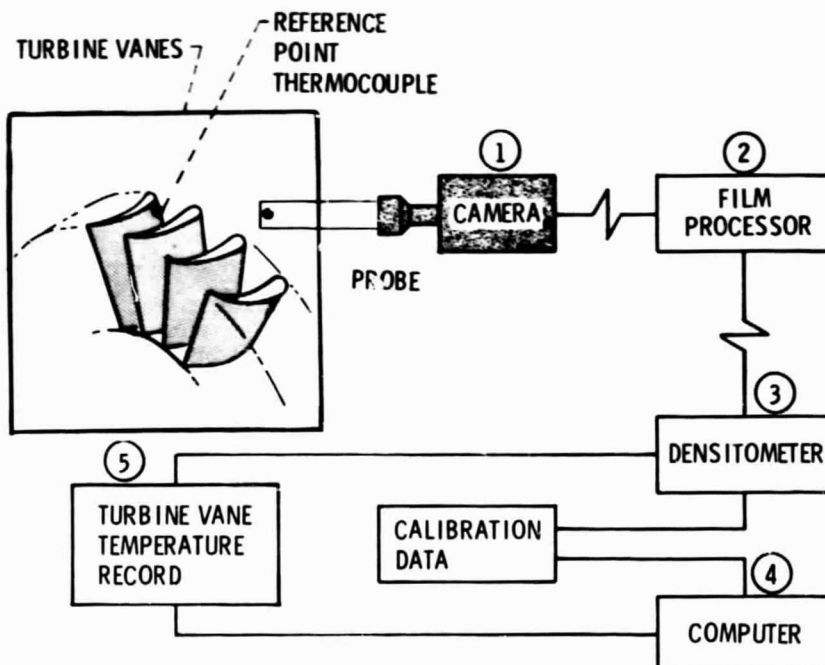 TURBINE VANES
REFERENCE
POINT
THERMOCOUPLE
1
CAMERA
2
FILM
PROCESSOR
PROBE
3
DENSITOMETER
5
TURBINE VANE
TEMPERATURE
RECORD
CALIBRATION
DATA
4
COMPUTER